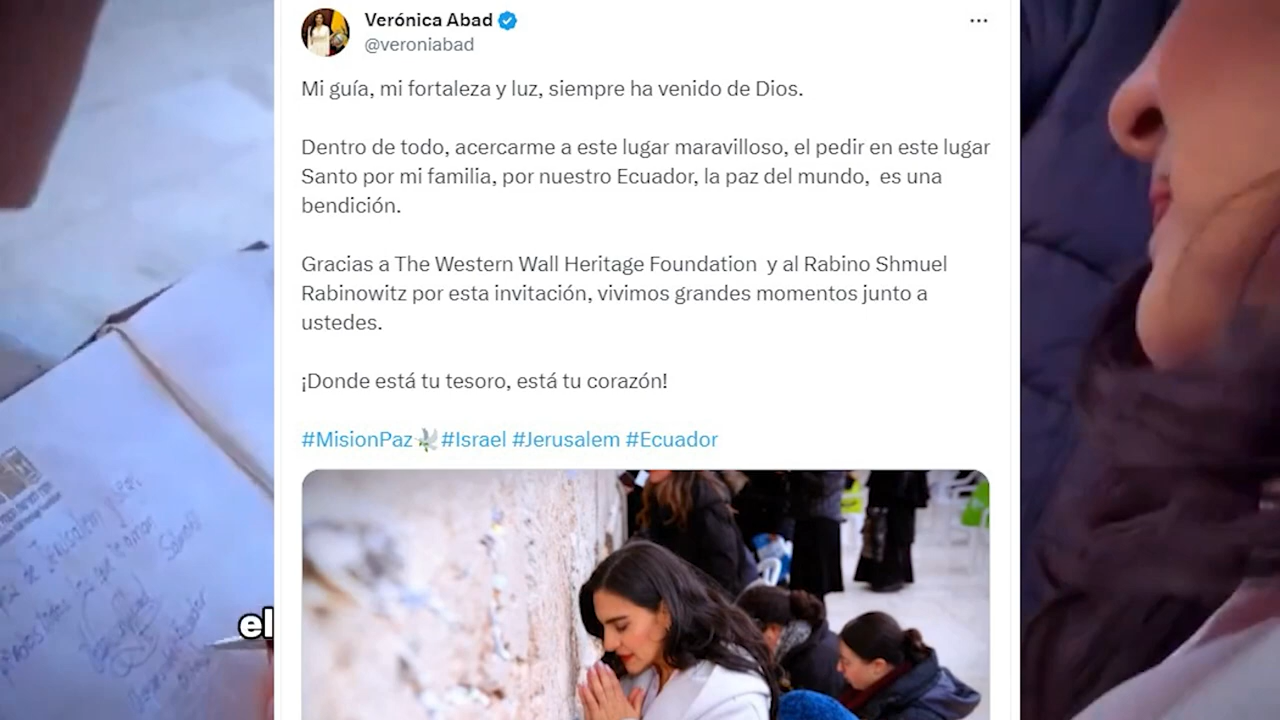 Verónica Abad
@veroniabad
Mi guía, mi fortaleza y luz, siempre ha venido de Dios.
Dentro de todo, acercarme a este lugar maravilloso, el pedir en este lugar
Santo por mi familia, por nuestro Ecuador, la paz del mundo,  es una
bendición.
Gracias a The Western Wall Heritage Foundation  y al Rabino Shmuel
Rabinowitz por esta invitación, vivimos grandes momentos junto a
ustedes.
¡Donde está tu tesoro, está tu corazón!
#MisionPaz🕊️#Israel #Jerusalem #Ecuador
el